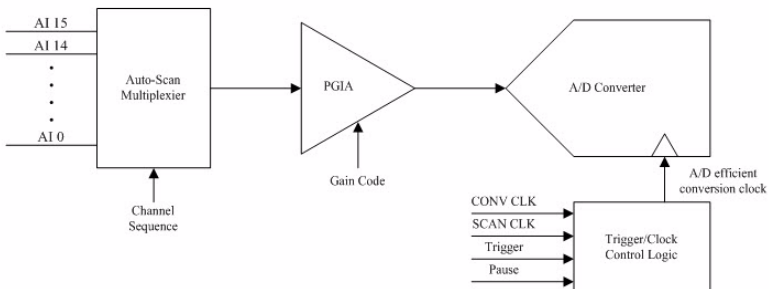 AI 15
AI 14
AI 0
Auto-Scan
Multiplexier
Channel
Sequence
PGIA
Gain Code
A/D Converter
A/D efficient
conversion clock
CONV CLK
SCAN CLK
Trigger
Pause
Trigger/Clock
Control Logic